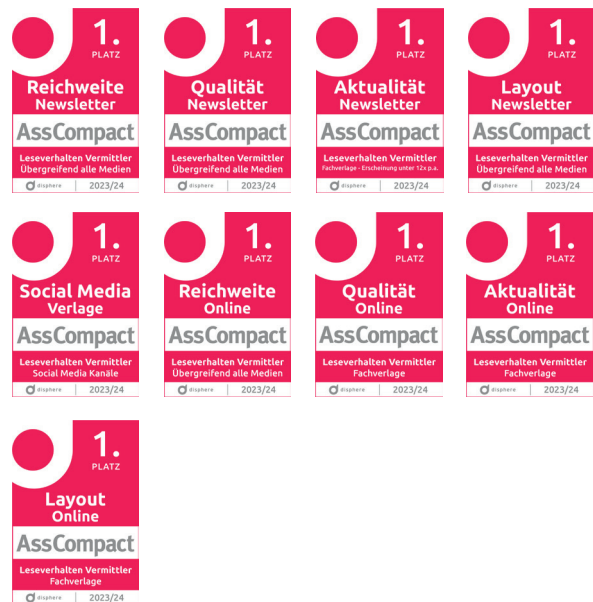 1.
PLATZ
Reichweite
Newsletter
AssCompact
Leseverhalten Vermittler
Übergreifend alle Medien
disphere 2023/24
1.
PLATZ
Qualität
Newsletter
AssCompact
Leseverhalten Vermittler
Übergreifend alle Medien
disphere 2023/24
1.
PLATZ
Aktualität
Newsletter
AssCompact
Leseverhalten Vermittler
Fachverlage - Erscheinung unter 12x p.a.
disphere 2023/24
1.
PLATZ
Layout
Newsletter
AssCompact
Leseverhalten Vermittler
Übergreifend alle Medien
disphere 2023/24
1.
PLATZ
Social Media
Verlage
AssCompact
Leseverhalten Vermittler
Social Media Kanäle
disphere 2023/24
1.
PLATZ
Reichweite
Online
AssCompact
Leseverhalten Vermittler
Übergreifend alle Medien
disphere 2023/24
1.
PLATZ
Qualität
Online
AssCompact
Leseverhalten Vermittler
Fachverlage
disphere 2023/24
1.
PLATZ
Aktualität
Online
AssCompact
Leseverhalten Vermittler
Fachverlage
disphere 2023/24
1.
PLATZ
Layout
Online
AssCompact
Leseverhalten Vermittler
Fachverlage
disphere 2023/24